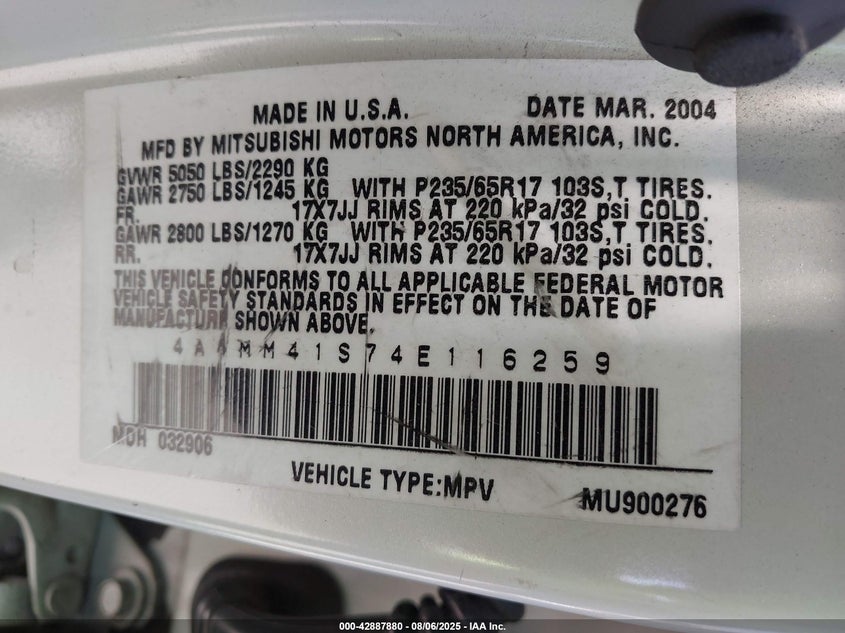 MADE IN U.S.A. DATE MAR. 2004
MFD BY MITSUBISHI MOTORS NORTH AMERICA, INC.
GVWR 5050 LBS/2290 KG
GAWR 2750 LBS/1245 KG WITH P235/65R17 103S,T TIRES.
FR. 17X7JJ RIMS AT 220 kPa/32 psi COLD.
GAWR 2800 LBS/1270 KG WITH P235/65R17 103S,T TIRES.
RR. 17X7JJ RIMS AT 220 kPa/32 psi COLD.
THIS VEHICLE CONFORMS TO ALL APPLICABLE FEDERAL MOTOR
VEHICLE SAFETY STANDARDS IN EFFECT ON THE DATE OF
MANUFACTURE SHOWN ABOVE.
4A4MM41S74E116259
MDH 032906
VEHICLE TYPE:MPV
MU900276
000-42887880 - 08/06/2025 - IAA Inc.